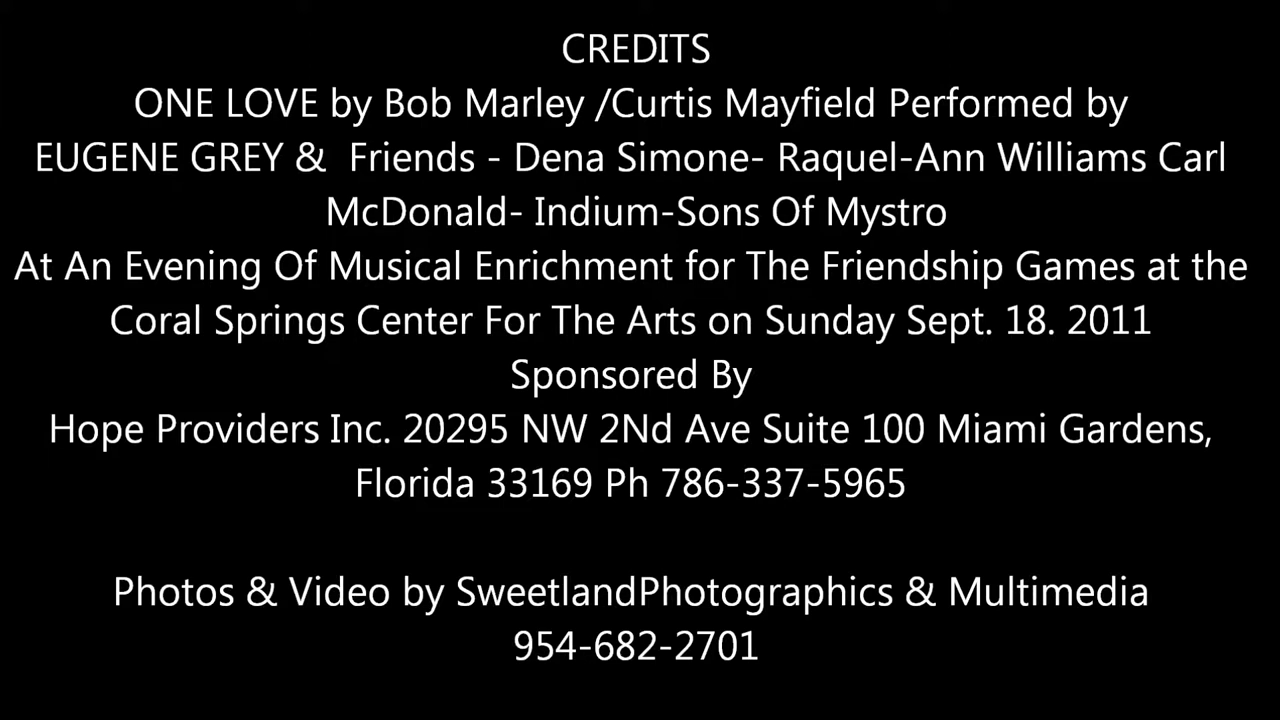 CREDITS
ONE LOVE by Bob Marley /Curtis Mayfield Performed by
EUGENE GREY &  Friends - Dena Simone- Raquel-Ann Williams Carl
McDonald- Indium-Sons Of Mystro
At An Evening Of Musical Enrichment for The Friendship Games at the
Coral Springs Center For The Arts on Sunday Sept. 18. 2011
Sponsored By
Hope Providers Inc. 20295 NW 2Nd Ave Suite 100 Miami Gardens,
Florida 33169 Ph 786-337-5965
Photos & Video by SweetlandPhotographics & Multimedia
954-682-2701